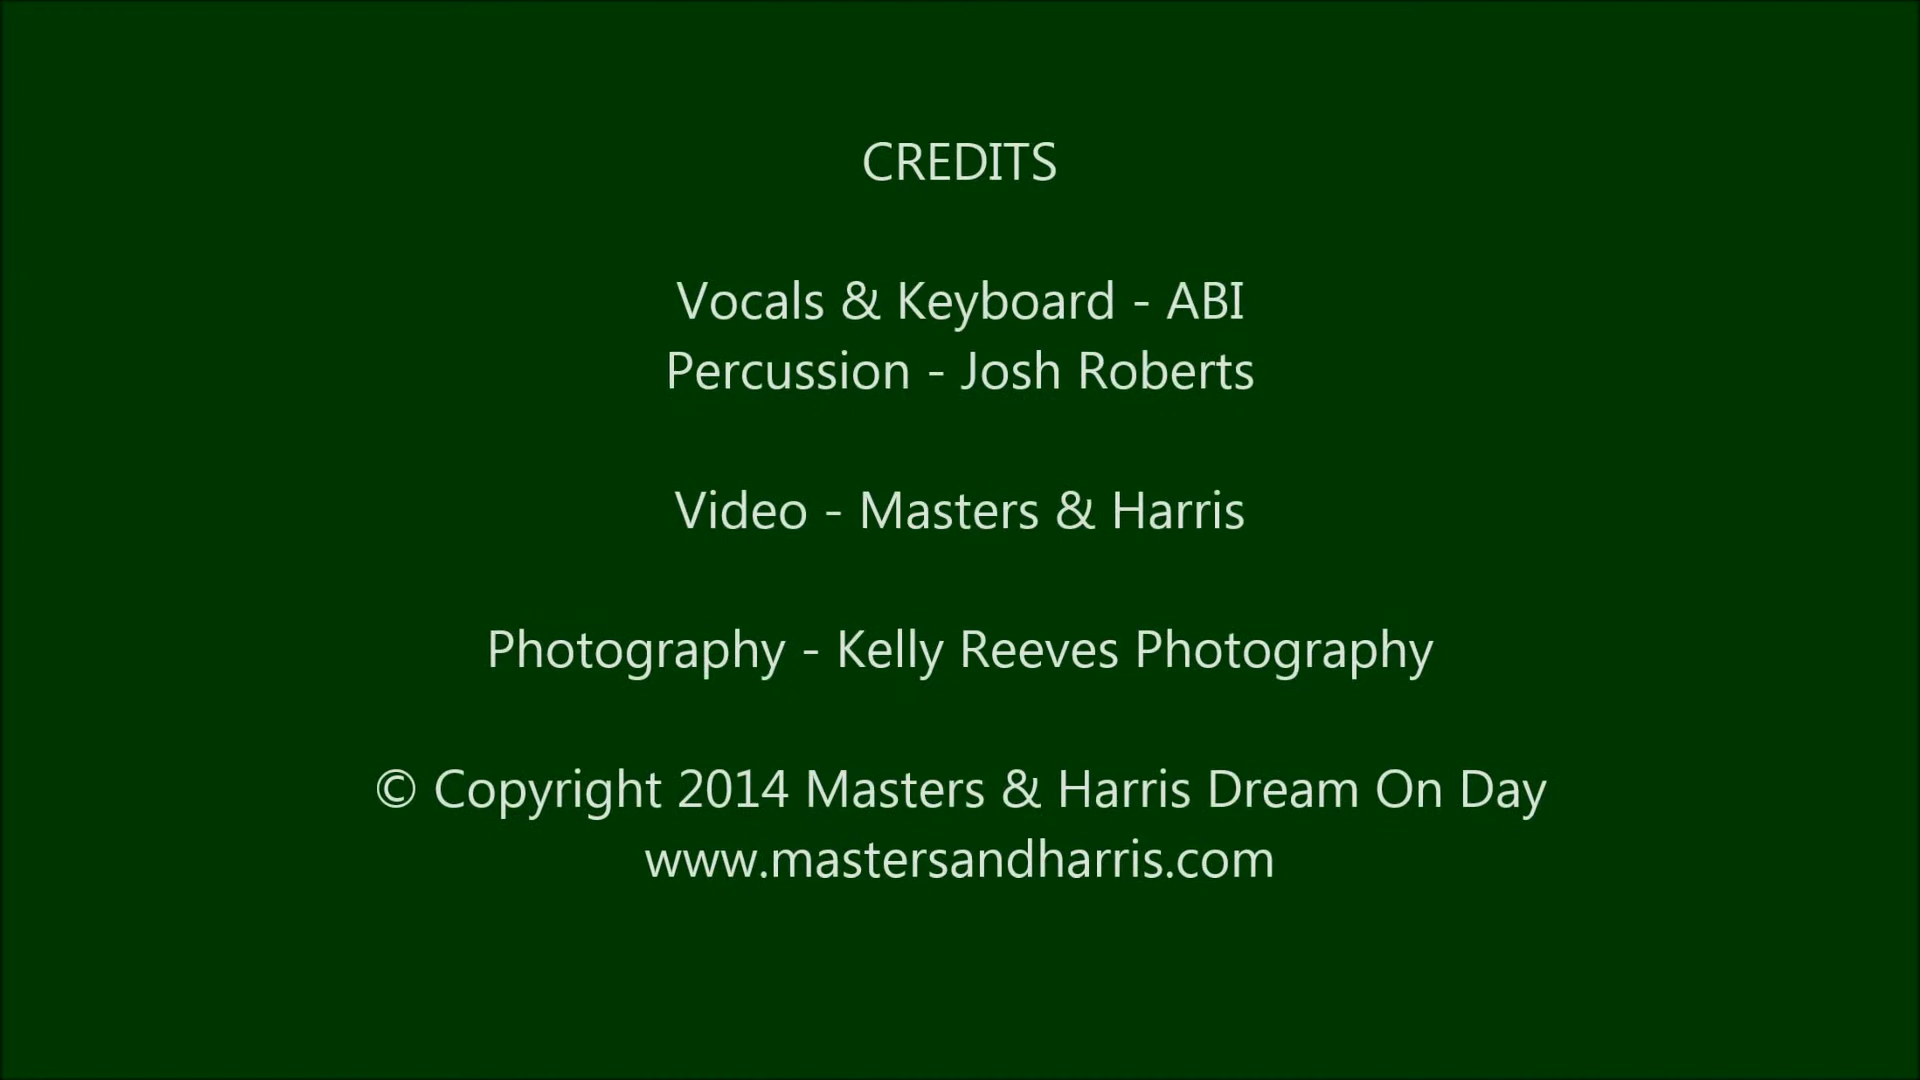 CREDITS
Vocals & Keyboard - ABI
Percussion - Josh Roberts
Video - Masters & Harris
Photography - Kelly Reeves Photography
© Copyright 2014 Masters & Harris Dream On Day
www.mastersandharris.com